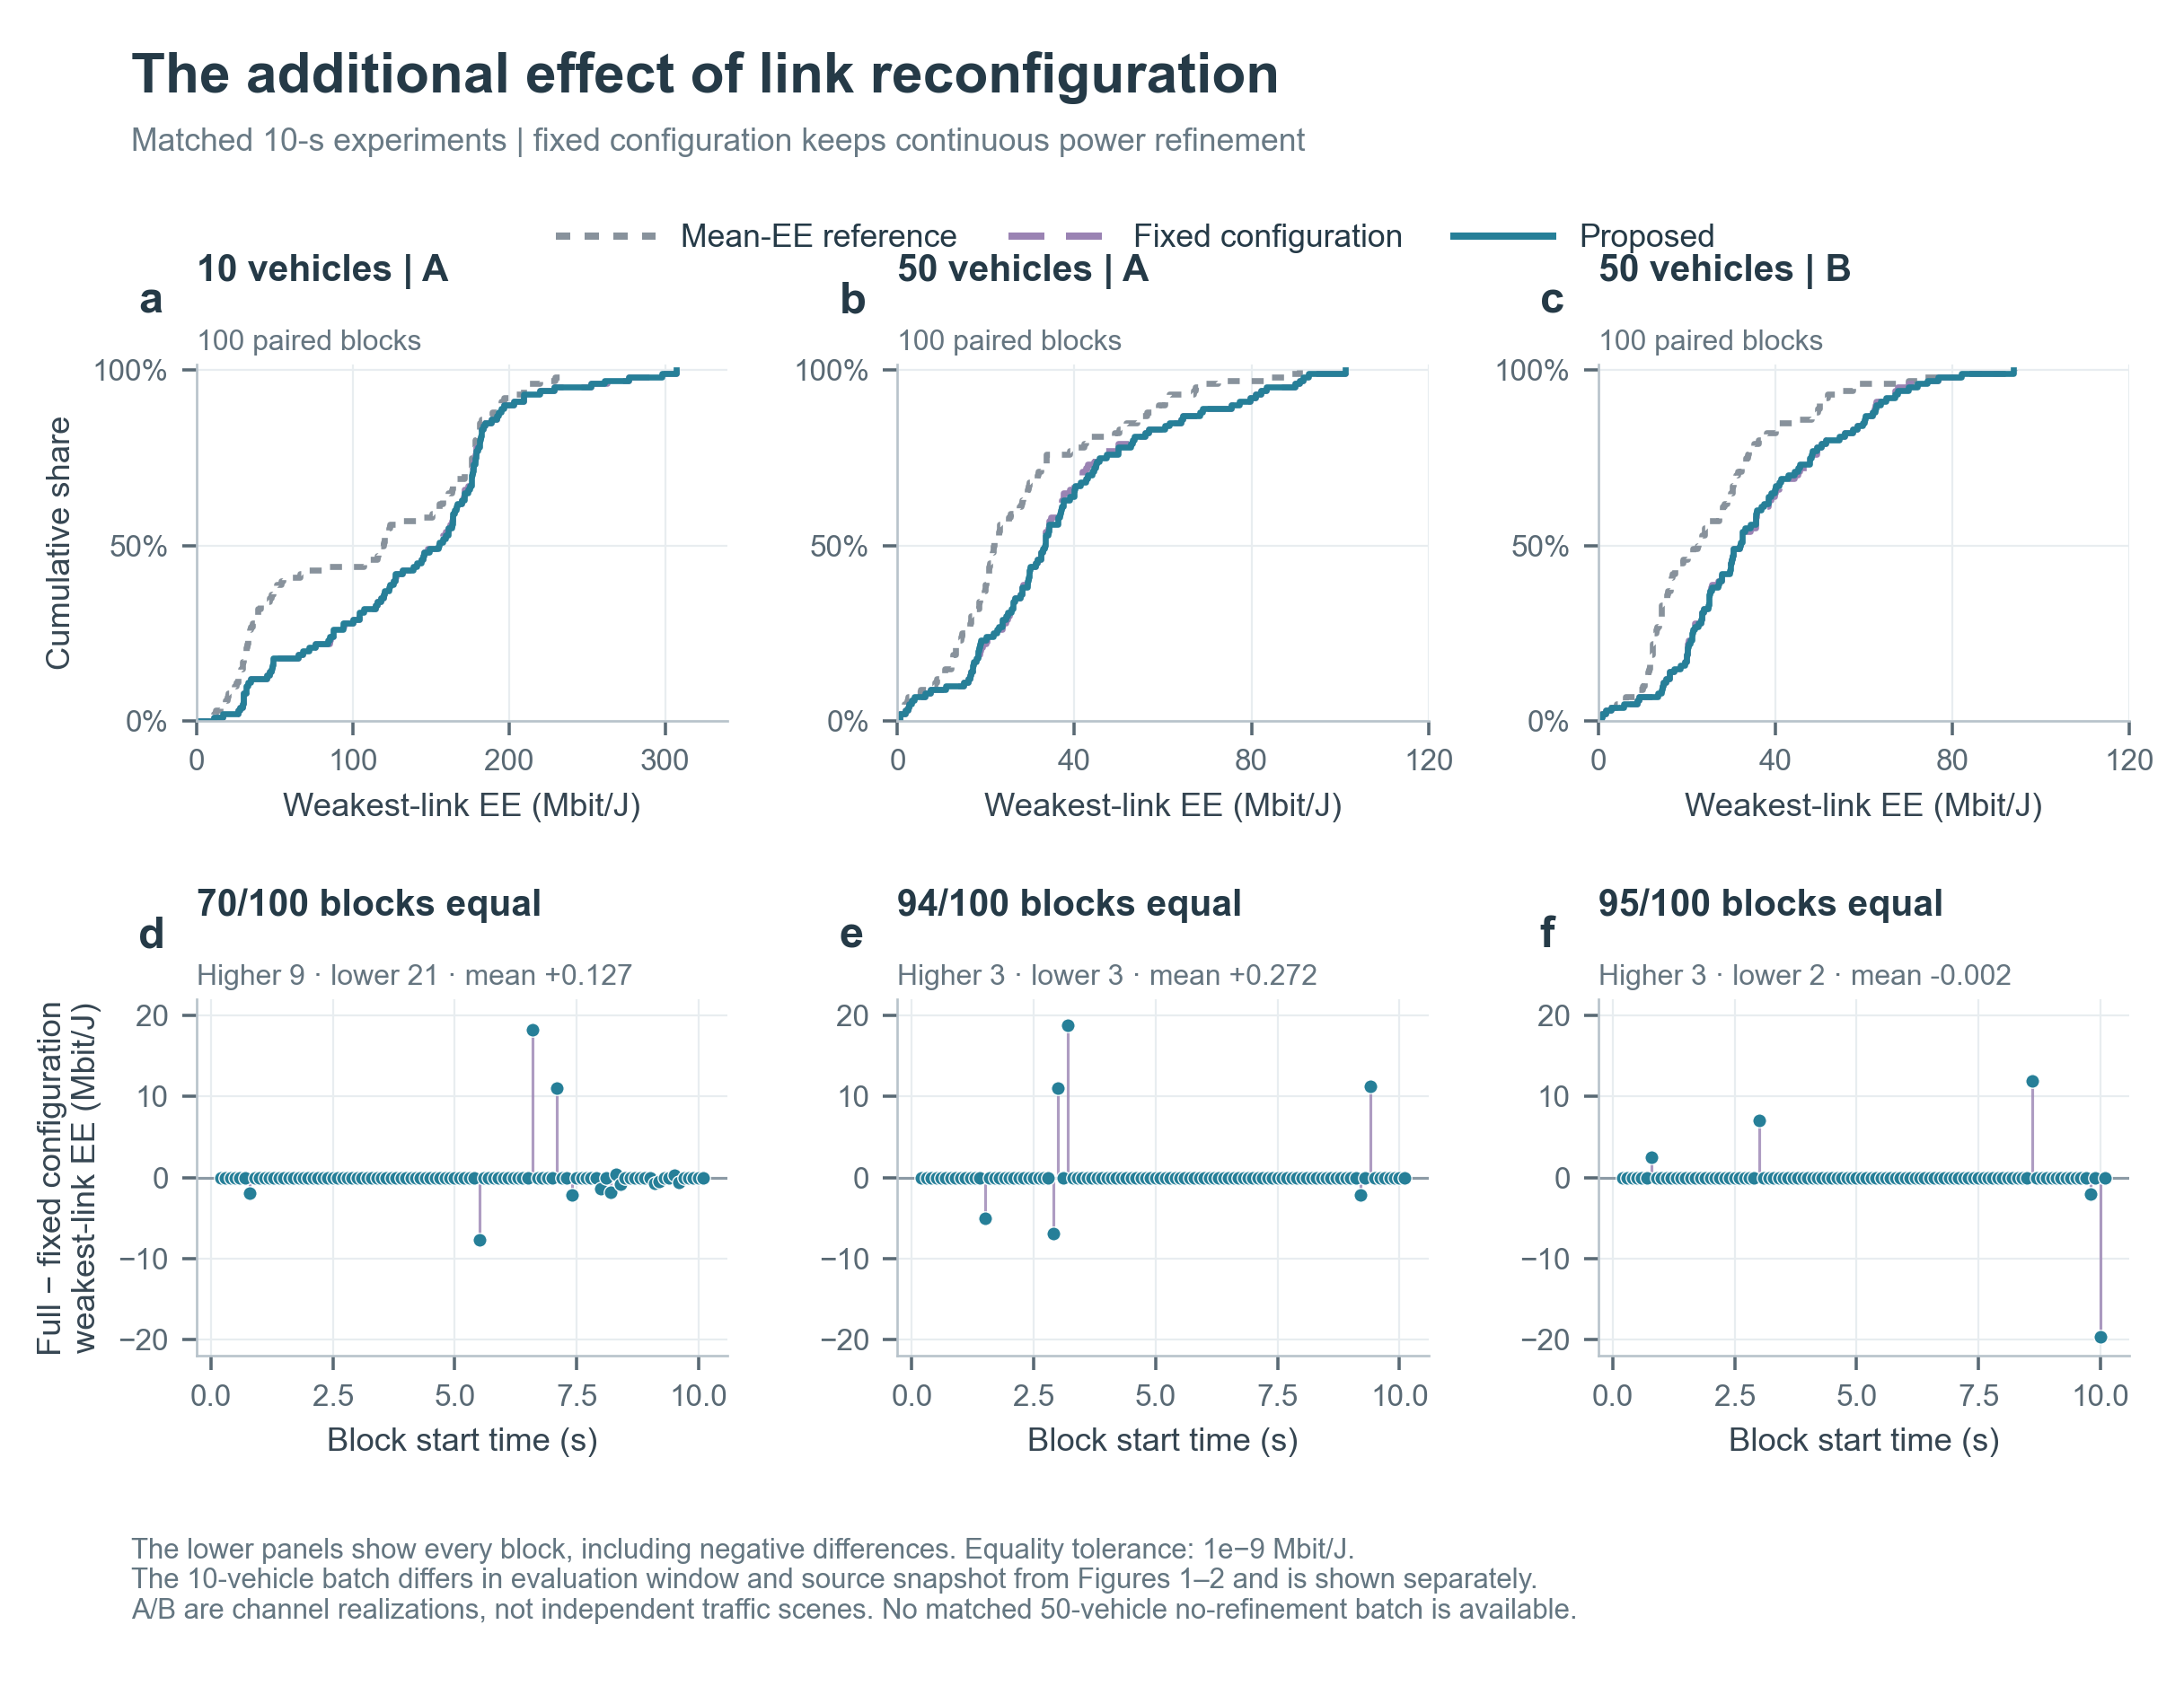 The additional effect of link reconfiguration
Matched 10-s experiments | fixed configuration keeps continuous power refinement
Mean-EE reference
Fixed configuration
Proposed
10 vehicles | A
a
100 paired blocks
100%
50%
0%
Cumulative share
0 100 200 300
Weakest-link EE (Mbit/J)
50 vehicles | A
b
100 paired blocks
100%
50%
0%
0 40 80 120
Weakest-link EE (Mbit/J)
50 vehicles | B
c
100 paired blocks
100%
50%
0%
0 40 80 120
Weakest-link EE (Mbit/J)
70/100 blocks equal
d
Higher 9 · lower 21 · mean +0.127
20
10
0
−10
−20
Full − fixed configuration
weakest-link EE (Mbit/J)
0.0 2.5 5.0 7.5 10.0
Block start time (s)
94/100 blocks equal
e
Higher 3 · lower 3 · mean +0.272
20
10
0
−10
−20
0.0 2.5 5.0 7.5 10.0
Block start time (s)
95/100 blocks equal
f
Higher 3 · lower 2 · mean -0.002
20
10
0
−10
−20
0.0 2.5 5.0 7.5 10.0
Block start time (s)
The lower panels show every block, including negative differences. Equality tolerance: 1e−9 Mbit/J.
The 10-vehicle batch differs in evaluation window and source snapshot from Figures 1–2 and is shown separately.
A/B are channel realizations, not independent traffic scenes. No matched 50-vehicle no-refinement batch is available.